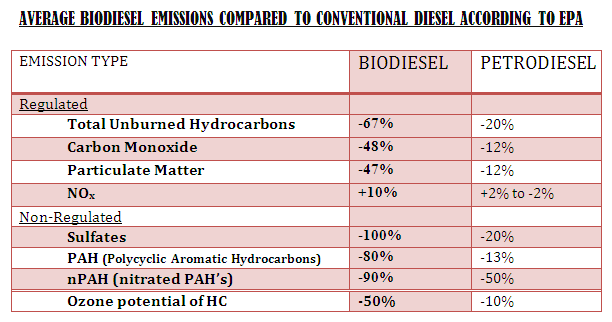 AVERAGE BIODIESEL EMISSIONS COMPARED TO CONVENTIONAL DIESEL ACCORDING TO EPA
EMISSION TYPE BIODIESEL PETRODIESEL
Regulated
Total Unburned Hydrocarbons -67% -20%
Carbon Monoxide -48% -12%
Particulate Matter -47% -12%
NOₓ +10% +2% to -2%
Non-Regulated
Sulfates -100% -20%
PAH (Polycyclic Aromatic Hydrocarbons) -80% -13%
nPAH (nitrated PAH’s) -90% -50%
Ozone potential of HC -50% -10%